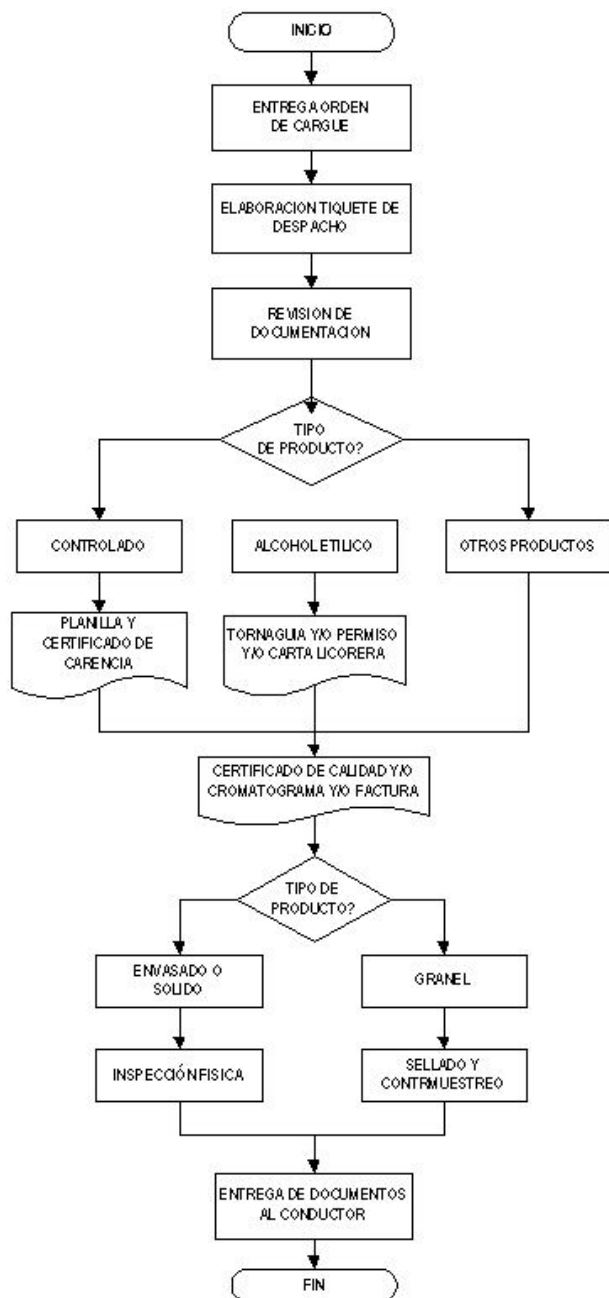 INICIO
ENTREGA ORDEN
DE CARGUE
ELABORACION TIQUETE DE
DESPACHO
REVISION DE
DOCUMENTACION
TIPO
DE PRODUCTO?
CONTROLADO
ALCOHOL ETILICO
OTROS PRODUCTOS
PLANILLA Y
CERTIFICADO DE
CARENCIA
TORNAGUIA Y/O PERMISO
Y/O CARTA LICORERA
CERTIFICADO DE CALIDAD Y/O
CROMATOGRAMA Y/O FACTURA
TIPO DE
PRODUCTO?
ENVASADO O
SOLIDO
GRANEL
INSPECCIÓN FISICA
SELLADO Y
CONTRMUESTREO
ENTREGA DE DOCUMENTOS
AL CONDUCTOR
FIN